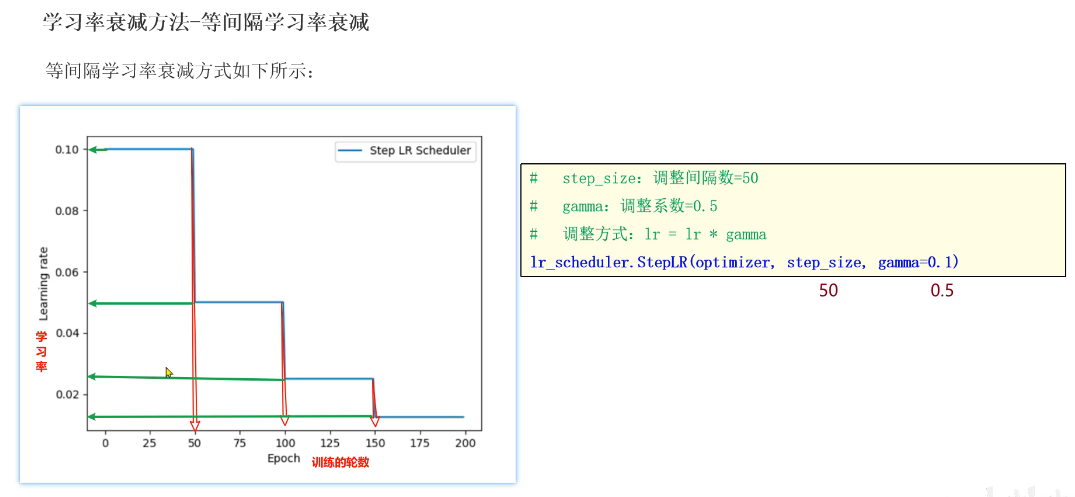 学习率衰减方法-等间隔学习率衰减
等间隔学习率衰减方式如下所示：
Step LR Scheduler
0.10
0.08
0.06
0.04
0.02
Learning rate
学习率
0 25 50 75 100 125 150 175 200
Epoch 训练的轮数
# step_size：调整间隔数=50
# gamma：调整系数=0.5
# 调整方式：lr = lr * gamma
lr_scheduler.StepLR(optimizer, step_size, gamma=0.1)
50 0.5